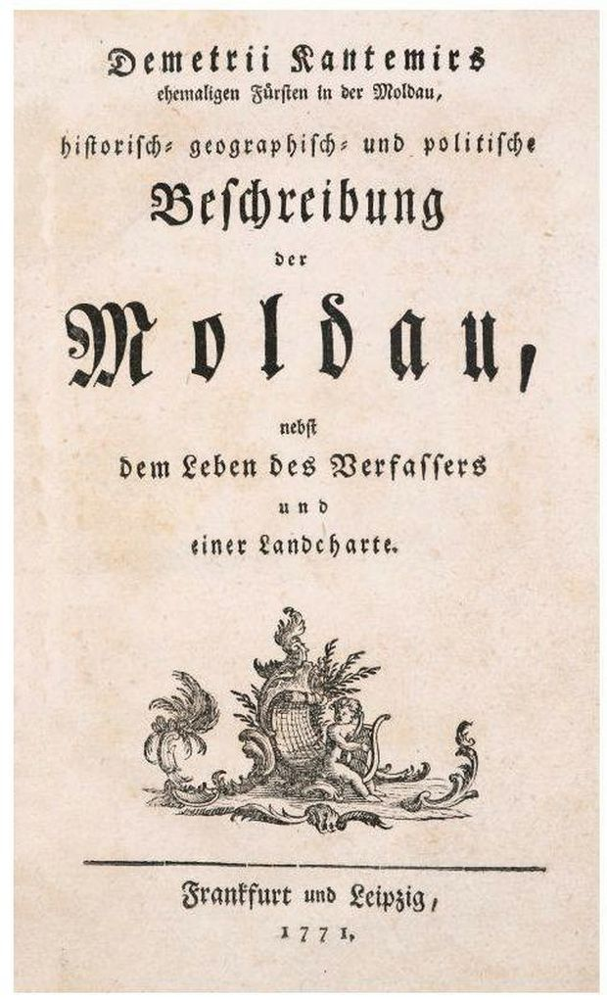 Demetrii Kantemirs
ehemaligen Fürsten in der Moldau,
historisch- geographisch- und politische
Beschreibung
der
Moldau,
nebst
dem Leben des Verfassers
und
einer Landcharte.
Frankfurt und Leipzig,
1771.